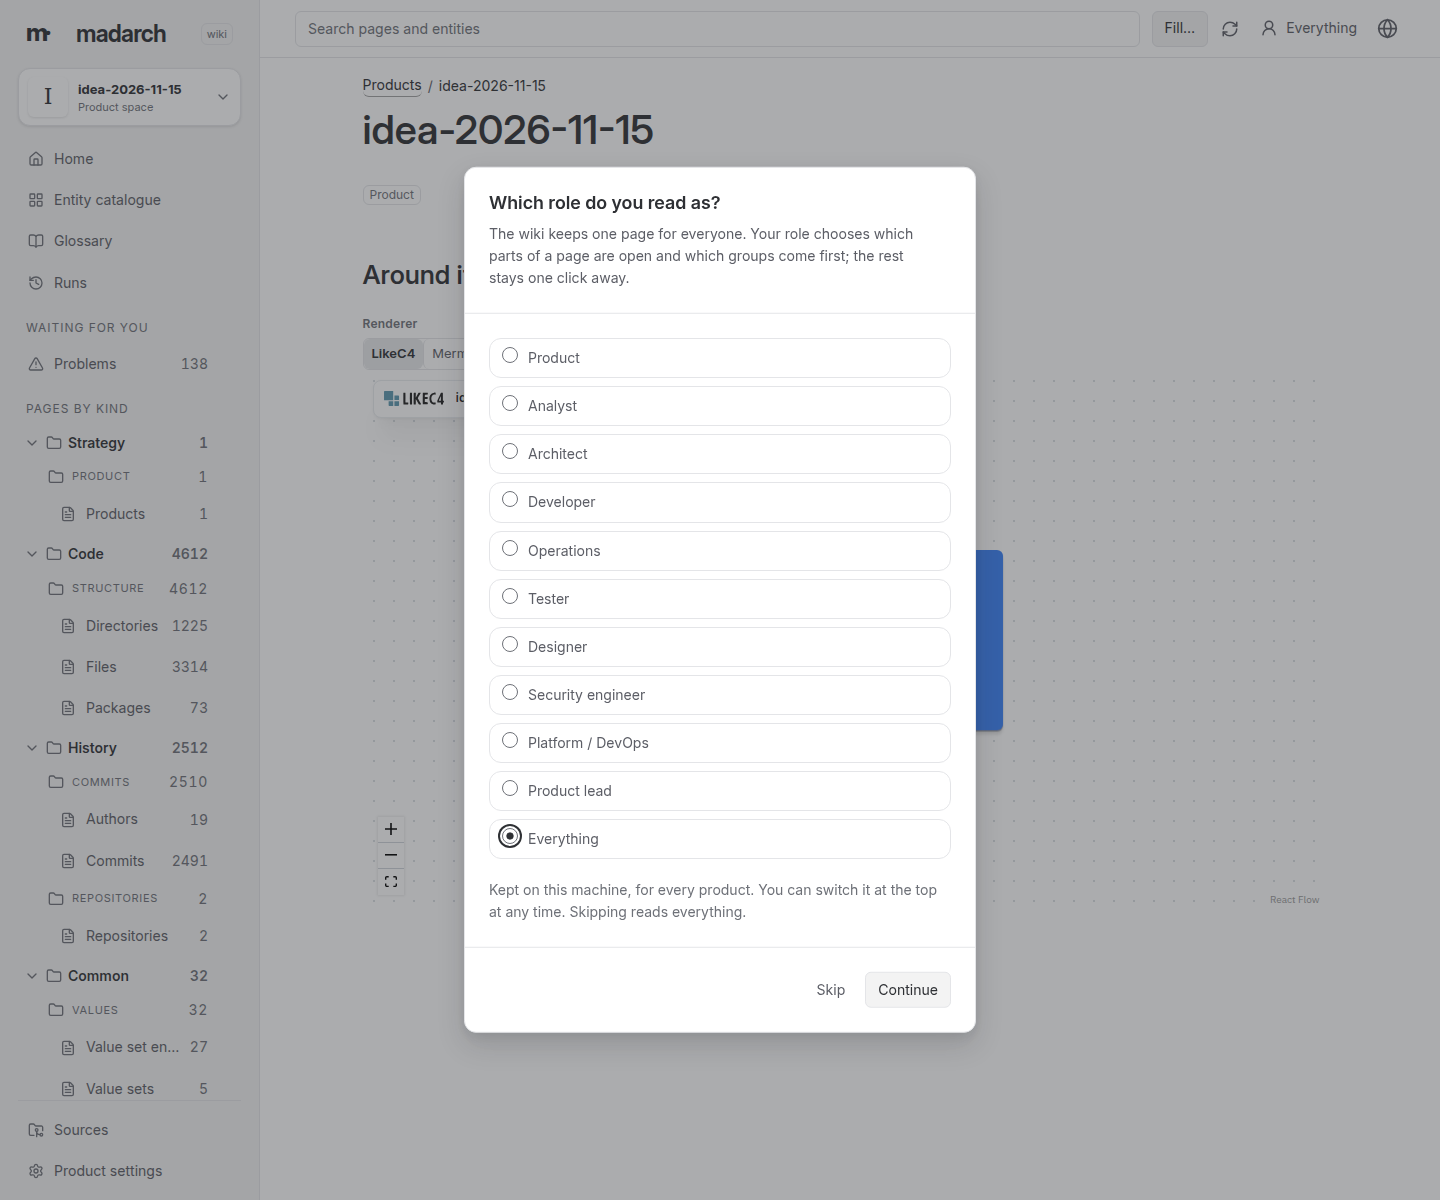 m madarch wiki
idea-2026-11-15
Product space
Home
Entity catalogue
Glossary
Runs
WAITING FOR YOU
Problems 138
PAGES BY KIND
Strategy 1
PRODUCT 1
Products 1
Code 4612
STRUCTURE 4612
Directories 1225
Files 3314
Packages 73
History 2512
COMMITS 2510
Authors 19
Commits 2491
REPOSITORIES 2
Repositories 2
Common 32
VALUES 32
Value set en... 27
Value sets 5
Sources
Product settings
Search pages and entities
Fill...
Everything
Products / idea-2026-11-15
idea-2026-11-15
Product
Around
Renderer
LikeC4
LIKEC4
Which role do you read as?
The wiki keeps one page for everyone. Your role chooses which
parts of a page are open and which groups come first; the rest
stays one click away.
Product
Analyst
Architect
Developer
Operations
Tester
Designer
Security engineer
Platform / DevOps
Product lead
Everything
Kept on this machine, for every product. You can switch it at the top
at any time. Skipping reads everything.
Skip
Continue
React Flow